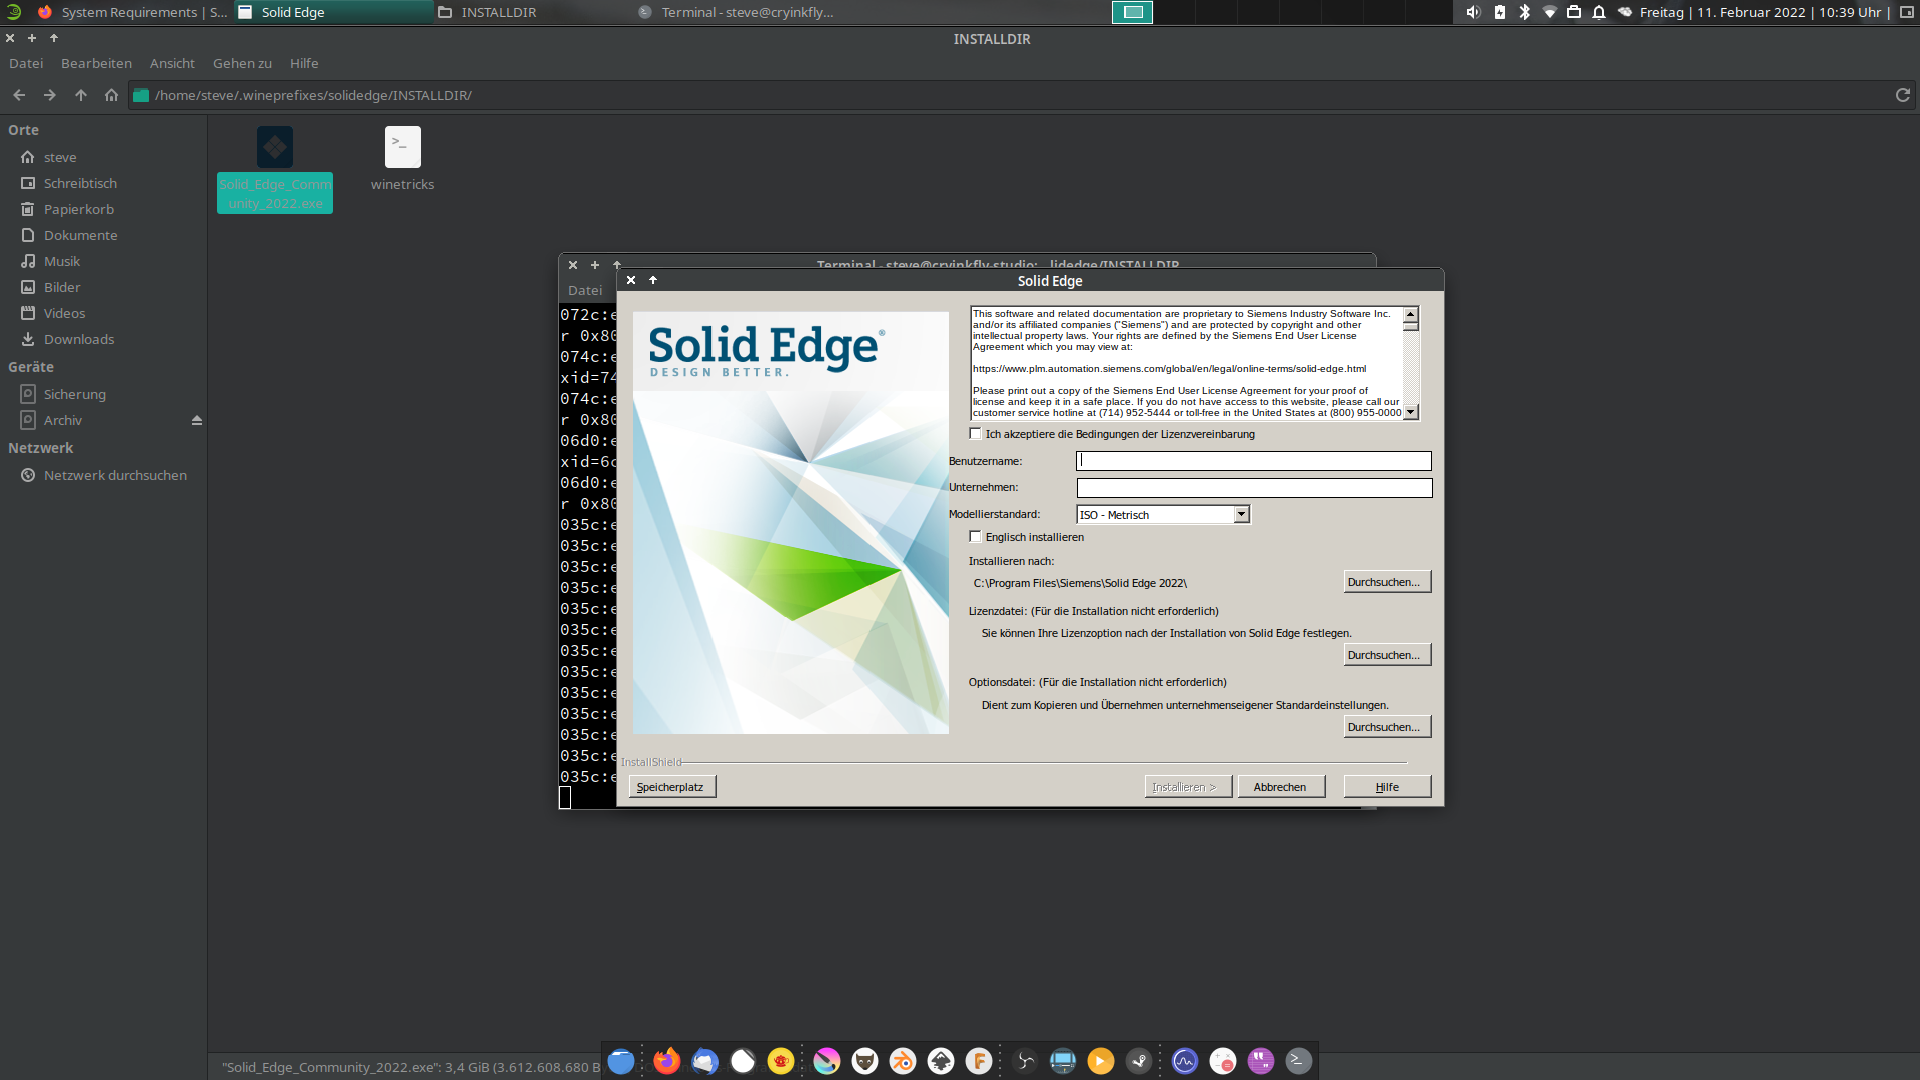 System Requirements | S...
Solid Edge
INSTALLDIR
Terminal - steve@cryinkfly...
Freitag | 11. Februar 2022 | 10:39 Uhr |
INSTALLDIR
Datei Bearbeiten Ansicht Gehen zu Hilfe
/home/steve/.wineprefixes/solidedge/INSTALLDIR/
Orte
steve
Schreibtisch
Papierkorb
Dokumente
Musik
Bilder
Videos
Downloads
Geräte
Sicherung
Archiv
Netzwerk
Netzwerk durchsuchen
Solid_Edge_Comm
unity_2022.exe
winetricks
Terminal - steve@cryinkfly-studio: lidedge/INSTALLDIR
Datei
072c:e
r 0x80
074c:e
xid=74
074c:e
r 0x80
06d0:e
xid=6c
06d0:e
r 0x80
035c:e
035c:e
035c:e
035c:e
035c:e
035c:e
035c:e
035c:e
035c:e
035c:e
035c:e
035c:e
035c:e
Solid Edge
Solid Edge®
DESIGN BETTER.
This software and related documentation are proprietary to Siemens Industry Software Inc.
and/or its affiliated companies ("Siemens") and are protected by copyright and other
intellectual property laws. Your rights are defined by the Siemens End User License
Agreement which you may view at:
https://www.plm.automation.siemens.com/global/en/legal/online-terms/solid-edge.html
Please print out a copy of the Siemens End User License Agreement for your proof of
license and keep it in a safe place. If you do not have access to this website, please call our
customer service hotline at (714) 952-5444 or toll-free in the United States at (800) 955-0000
Ich akzeptiere die Bedingungen der Lizenzvereinbarung
Benutzername:
Unternehmen:
Modellierstandard: ISO - Metrisch
Englisch installieren
Installieren nach:
C:\Program Files\Siemens\Solid Edge 2022\
Durchsuchen...
Lizenzdatei: (Für die Installation nicht erforderlich)
Sie können Ihre Lizenzoption nach der Installation von Solid Edge festlegen.
Durchsuchen...
Optionsdatei: (Für die Installation nicht erforderlich)
Dient zum Kopieren und Übernehmen unternehmenseigener Standardeinstellungen.
Durchsuchen...
InstallShield
Speicherplatz Installieren > Abbrechen Hilfe
"Solid_Edge_Community_2022.exe": 3,4 GiB (3.612.608.680 B